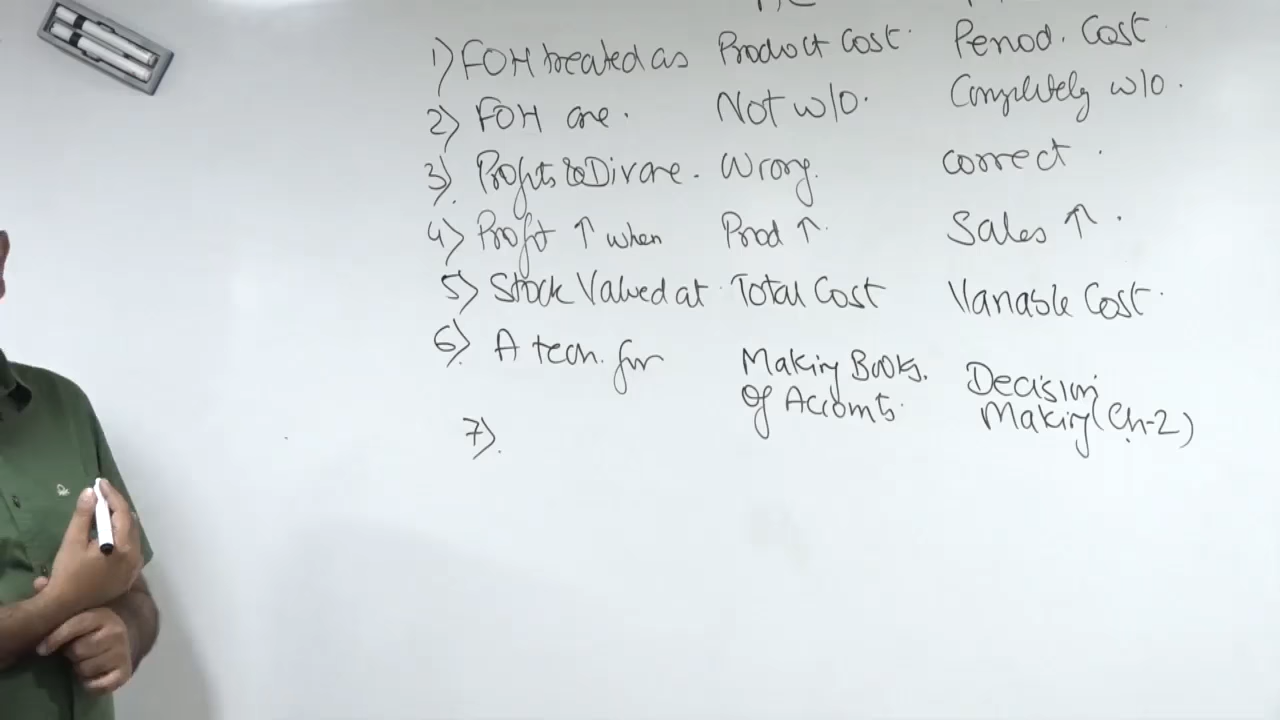 1) FOH treated as Product Cost. Period. Cost
2) FOH are. Not w/o. Completely w/o.
3) Profits & Div are. Wrong. correct.
4) Profit ↑ when Prod ↑. Sales ↑.
5) Stock Valued at Total Cost Variable Cost.
6) A tech. for Making Books. Decision
Of Accounts. Making (Ch-2)
7)